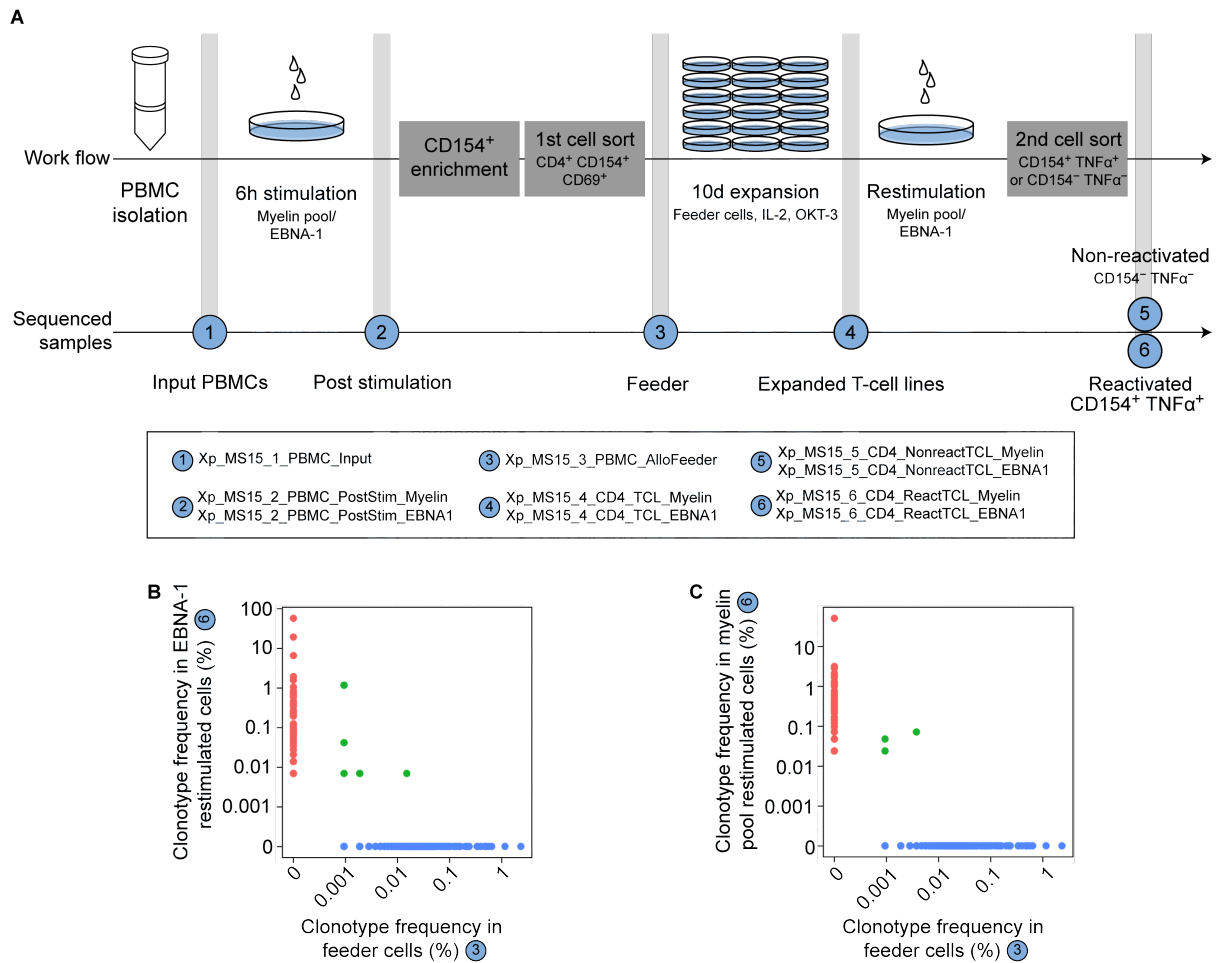 A
Work flow
PBMC
isolation
6h stimulation
Myelin pool/
EBNA-1
CD154⁺
enrichment
1st cell sort
CD4⁺ CD154⁺
CD69⁺
10d expansion
Feeder cells, IL-2, OKT-3
Restimulation
Myelin pool/
EBNA-1
2nd cell sort
CD154⁺ TNFα⁺
or CD154⁻ TNFα⁻
Non-reactivated
CD154⁻ TNFα⁻
Sequenced
samples
1
2
3
4
5
6
Input PBMCs
Post stimulation
Feeder
Expanded T-cell lines
Reactivated
CD154⁺ TNFα⁺
1 Xp_MS15_1_PBMC_Input
2 Xp_MS15_2_PBMC_PostStim_Myelin
Xp_MS15_2_PBMC_PostStim_EBNA1
3 Xp_MS15_3_PBMC_AlloFeeder
4 Xp_MS15_4_CD4_TCL_Myelin
Xp_MS15_4_CD4_TCL_EBNA1
5 Xp_MS15_5_CD4_NonreactTCL_Myelin
Xp_MS15_5_CD4_NonreactTCL_EBNA1
6 Xp_MS15_6_CD4_ReactTCL_Myelin
Xp_MS15_6_CD4_ReactTCL_EBNA1
B
Clonotype frequency in EBNA-1
restimulated cells (%) 6
100
10
1
0.1
0.01
0.001
0
0
0.001
0.01
0.1
1
Clonotype frequency in
feeder cells (%) 3
C
Clonotype frequency in myelin
pool restimulated cells (%) 6
10
1
0.1
0.01
0.001
0
0
0.001
0.01
0.1
1
Clonotype frequency in
feeder cells (%) 3